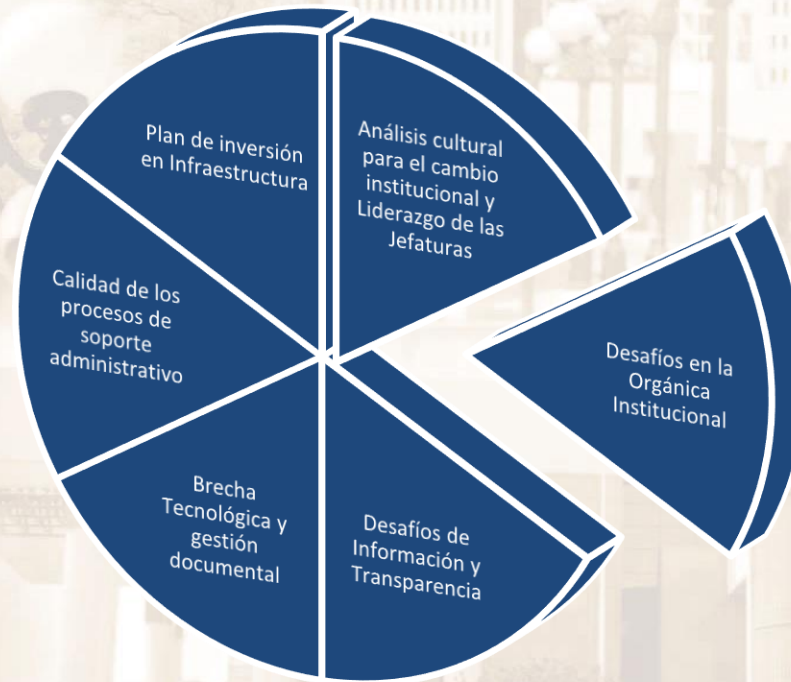 Plan de inversión
en Infraestructura
Análisis cultural
para el cambio
institucional y
Liderazgo de las
Jefaturas
Desafíos en la
Orgánica
Institucional
Desafíos de
Información y
Transparencia
Brecha
Tecnológica y
gestión
documental
Calidad de los
procesos de
soporte
administrativo